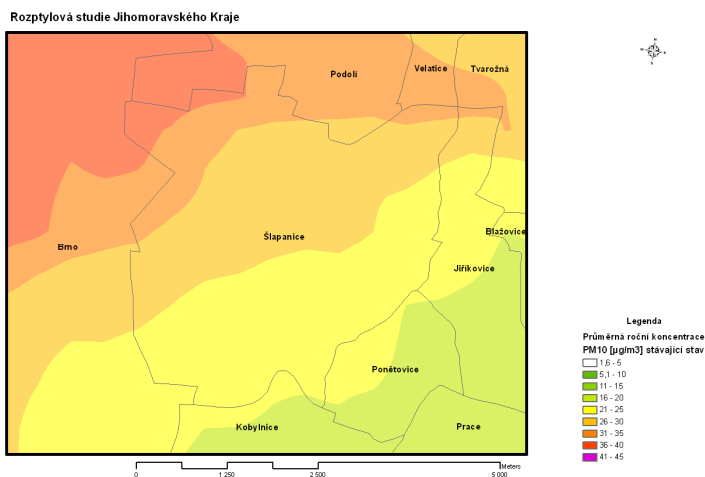 Rozptylová studie Jihomoravského Kraje
N
W E
S
Podolí
Velatice
Tvarožná
Brno
Šlapanice
Blažovice
Jiříkovice
Ponětovice
Kobylnice
Prace
Legenda
Průměrná roční koncentrace
PM10 [µg/m3] stávající stav
1,6 - 5
5,1 - 10
11 - 15
16 - 20
21 - 25
26 - 30
31 - 35
36 - 40
41 - 45
Meters
0 1 250 2 500 5 000